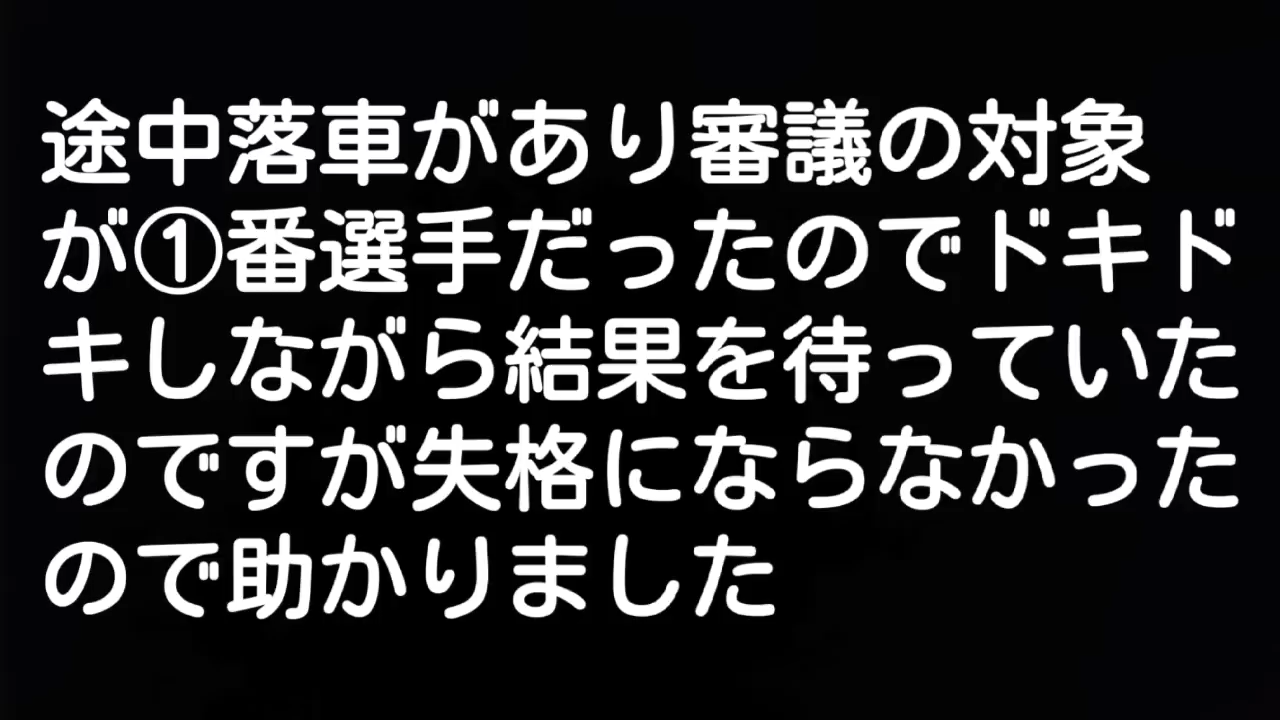 途中落車があり審議の対象
が①番選手だったのでドキド
キしながら結果を待っていた
のですが失格にならなかった
ので助かりました